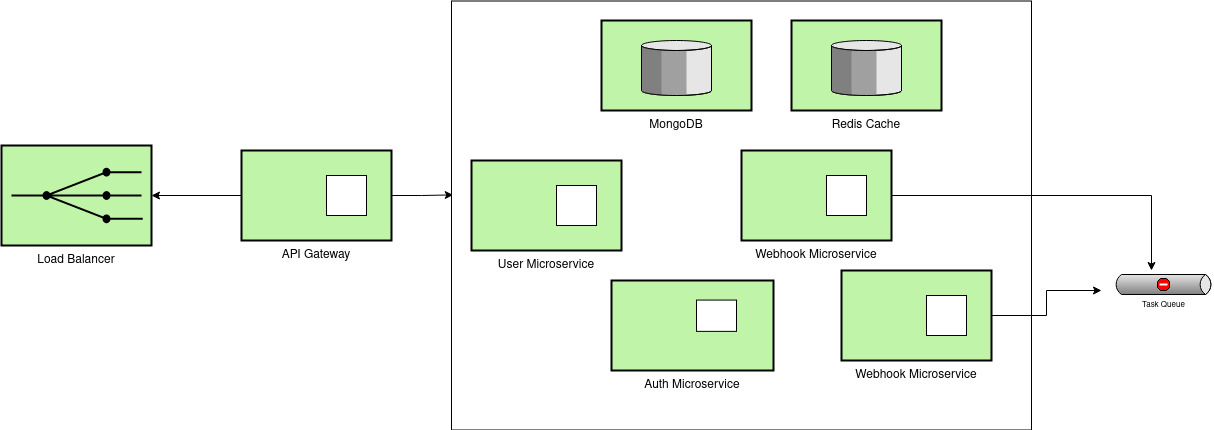 MongoDB
Redis Cache
Load Balancer
API Gateway
User Microservice
Webhook Microservice
Task Queue
Auth Microservice
Webhook Microservice